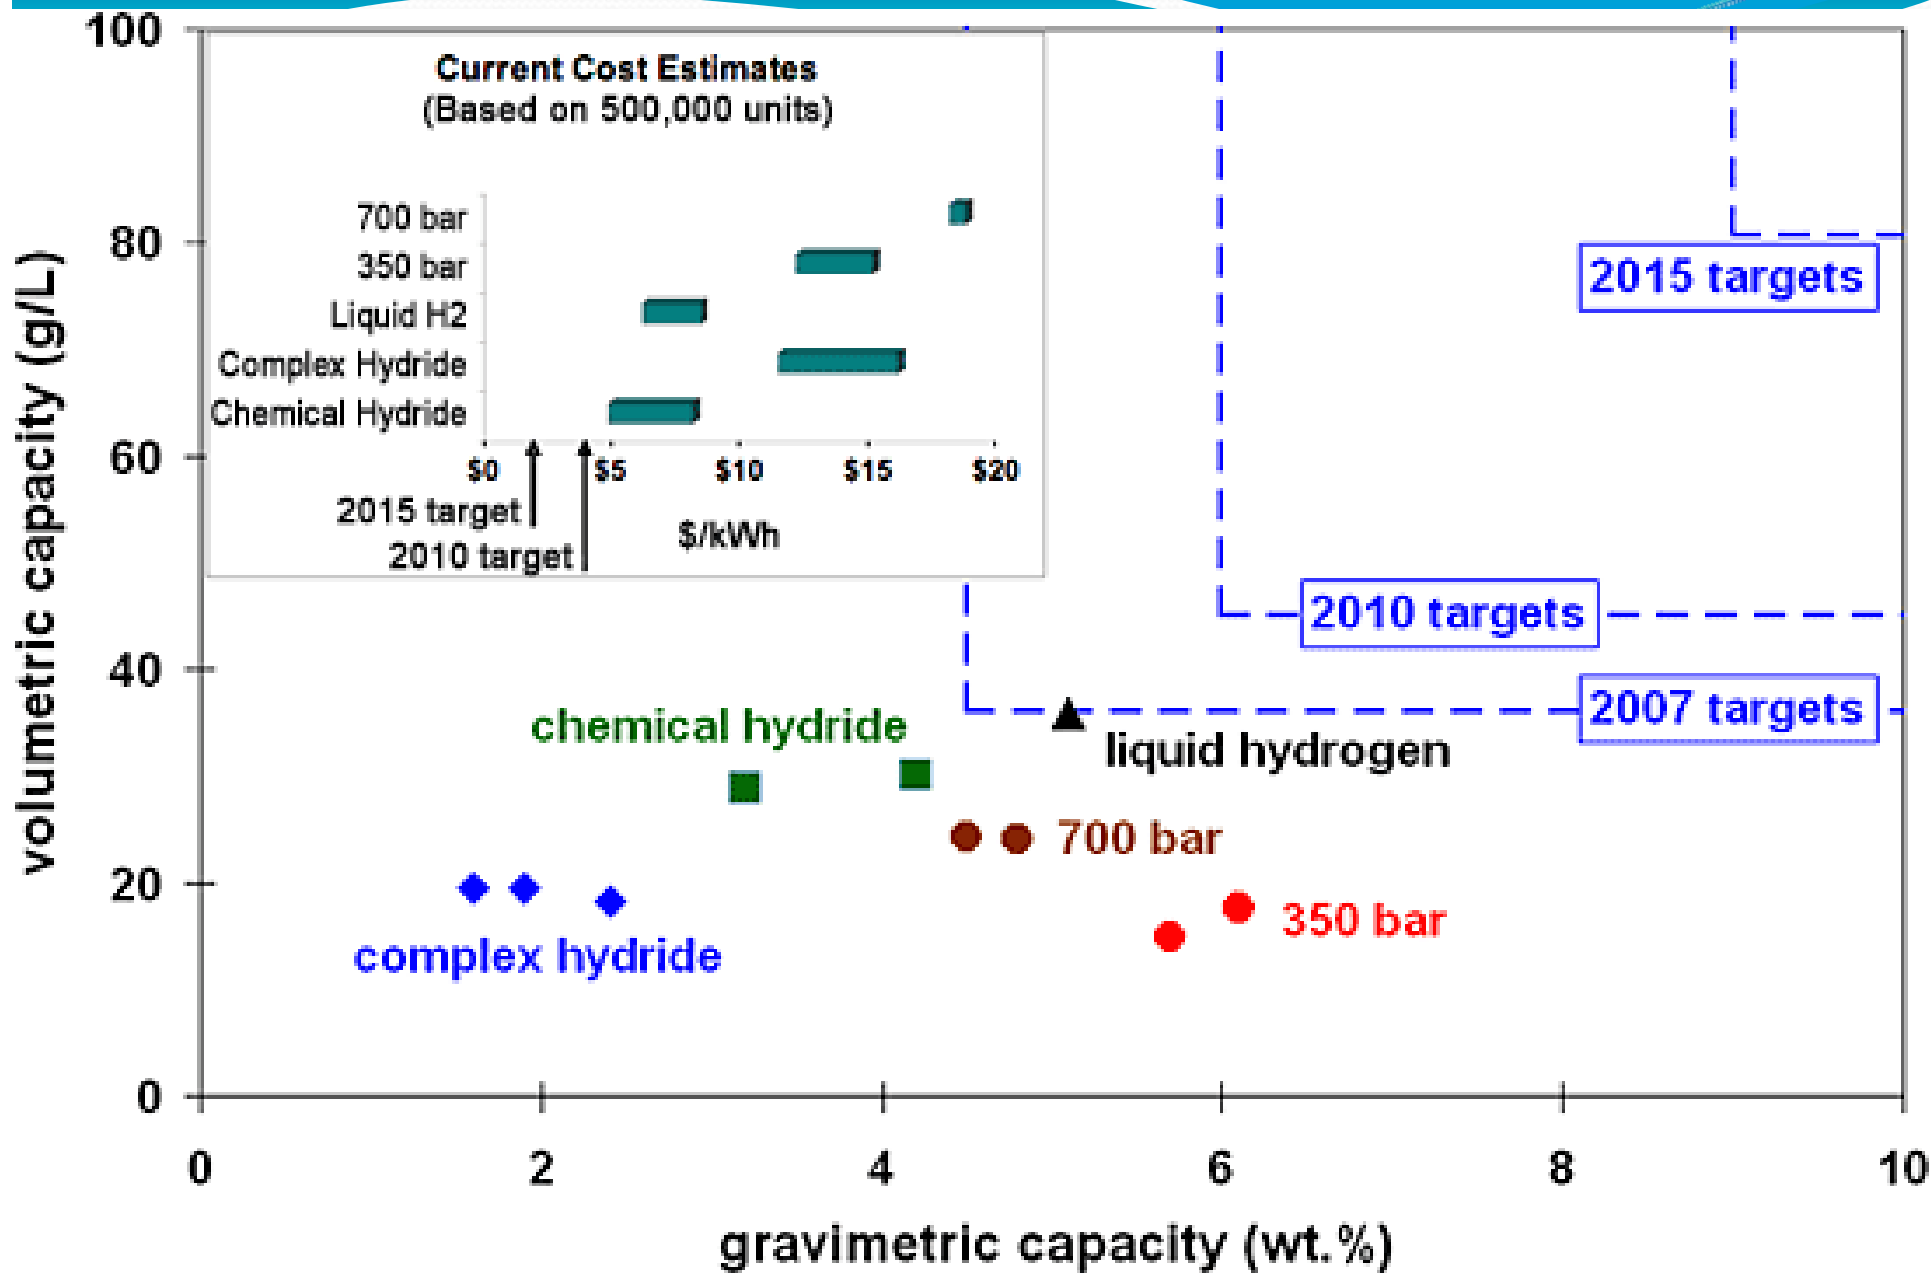 100
80
60
40
20
0
volumetric capacity (g/L)
Current Cost Estimates
(Based on 500,000 units)
700 bar
350 bar
Liquid H2
Complex Hydride
Chemical Hydride
$0 $5 $10 $15 $20
2015 target
2010 target
$/kWh
2015 targets
2010 targets
2007 targets
chemical hydride
liquid hydrogen
700 bar
350 bar
complex hydride
0 2 4 6 8 10
gravimetric capacity (wt.%)